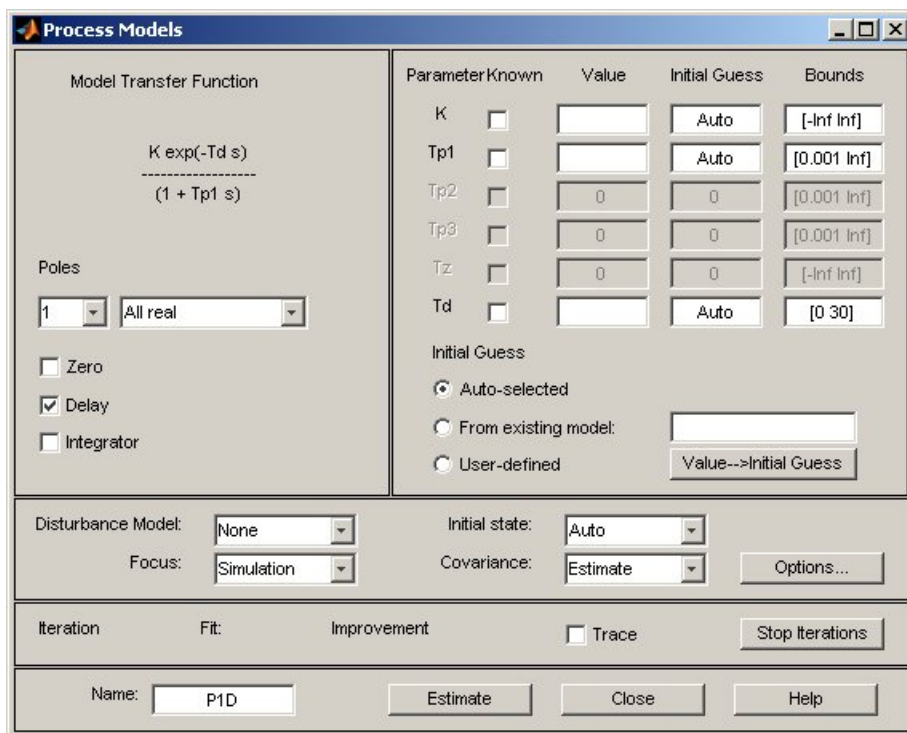 Process Models
Model Transfer Function
K exp(-Td s)
-------------------
(1 + Tp1 s)
Poles
1 All real
Zero
Delay
Integrator
Parameter Known Value Initial Guess Bounds
K Auto [-Inf Inf]
Tp1 Auto [0.001 Inf]
Tp2 0 0 [0.001 Inf]
Tp3 0 0 [0.001 Inf]
Tz 0 0 [-Inf Inf]
Td Auto [0 30]
Initial Guess
Auto-selected
From existing model:
User-defined Value-->Initial Guess
Disturbance Model: None Initial state: Auto
Focus: Simulation Covariance: Estimate Options...
Iteration Fit: Improvement Trace Stop Iterations
Name: P1D Estimate Close Help